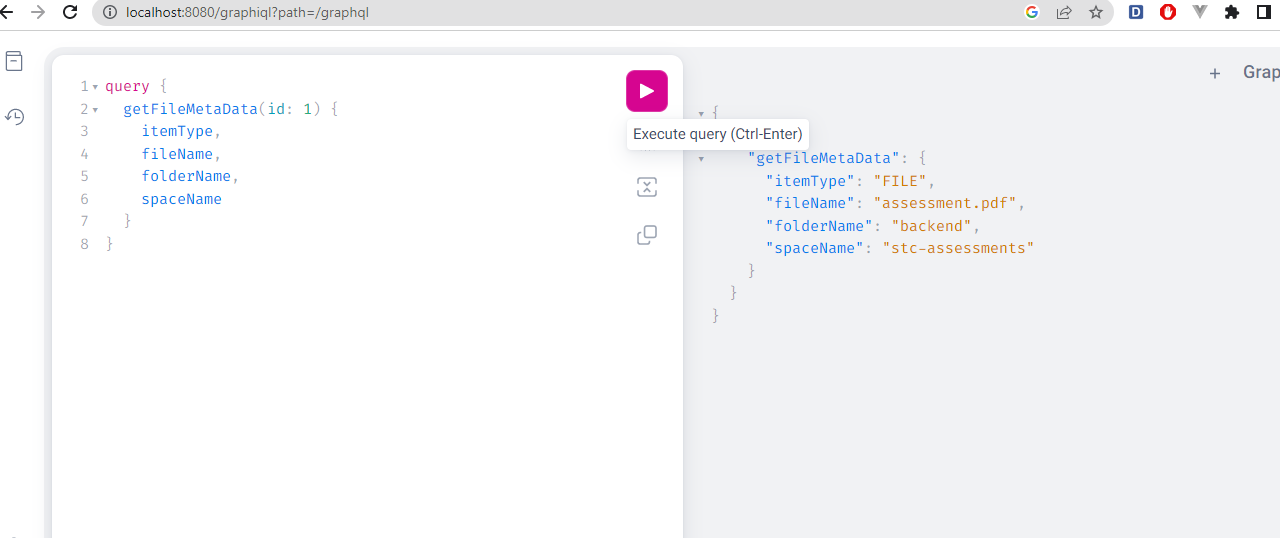 localhost:8080/graphiql?path=/graphql
D
+ Grap
1 query {
2 getFileMetaData(id: 1) {
3 itemType,
4 fileName,
5 folderName,
6 spaceName
7 }
8 }
Execute query (Ctrl-Enter)
{
"getFileMetaData": {
"itemType": "FILE",
"fileName": "assessment.pdf",
"folderName": "backend",
"spaceName": "stc-assessments"
}
}
}